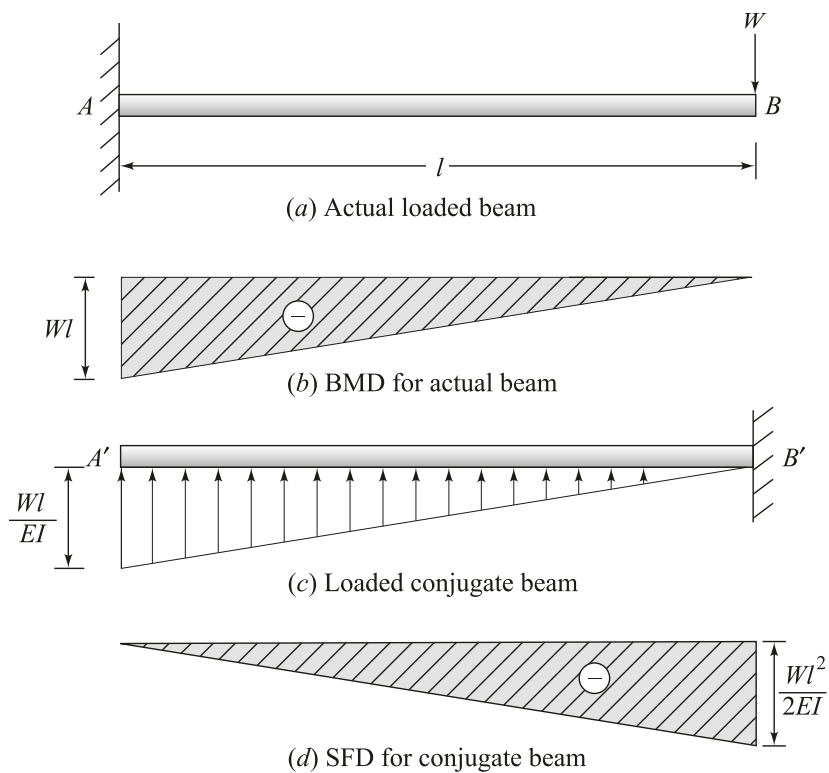 W
A
B
l
(a) Actual loaded beam
Wl
−
(b) BMD for actual beam
A′
B′
Wl
EI
(c) Loaded conjugate beam
−
Wl²
2EI
(d) SFD for conjugate beam